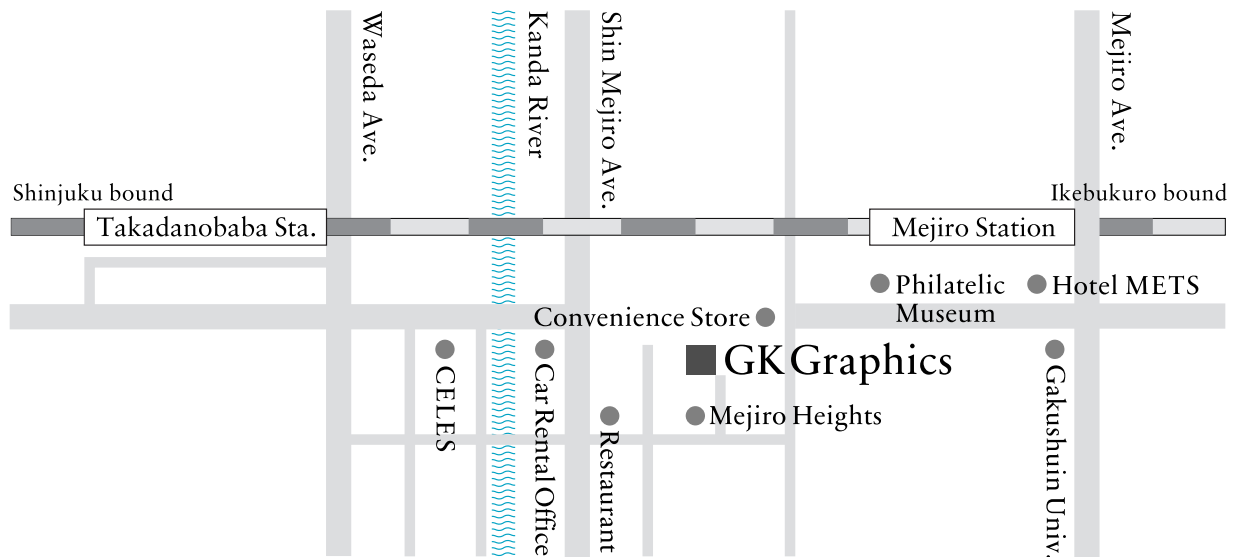 Waseda Ave.
Kanda River
Shin Mejiro Ave.
Mejiro Ave.
Shinjuku bound
Ikebukuro bound
Takadanobaba Sta.
Mejiro Station
Philatelic
Museum
Hotel METS
Convenience Store
GK Graphics
CELES
Car Rental Office
Restaurant
Mejiro Heights
Gakushuin Univ.